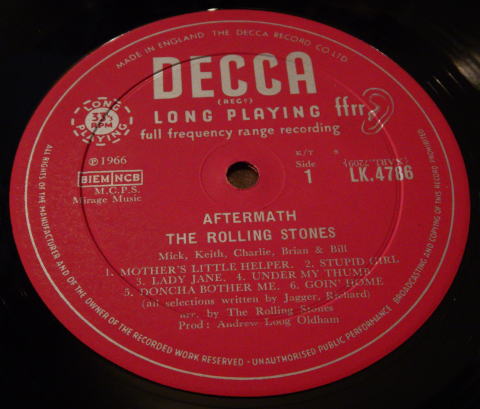 MADE IN ENGLAND THE DECCA RECORD CO LTD
DECCA
(REGD)
LONG PLAYING ffrr
full frequency range recording
LONG PLAYING
33⅓
RPM
℗1966
BIEM NCB
M.C.P.S.
Mirage Music
K/T
Side
1
LK.4786
AFTERMATH
THE ROLLING STONES
Mick, Keith, Charlie, Brian & Bill
1. MOTHER'S LITTLE HELPER. 2. STUPID GIRL
3. LADY JANE. 4. UNDER MY THUMB
5. DONCHA BOTHER ME. 6. GOIN' HOME
(all selections written by Jagger, Richard)
arr. by The Rolling Stones
Prod: Andrew Loog Oldham
ALL RIGHTS OF THE MANUFACTURER AND OF THE OWNER OF THE RECORDED WORK RESERVED - UNAUTHORISED PUBLIC PERFORMANCE BROADCASTING AND COPYING OF THIS RECORD PROHIBITED